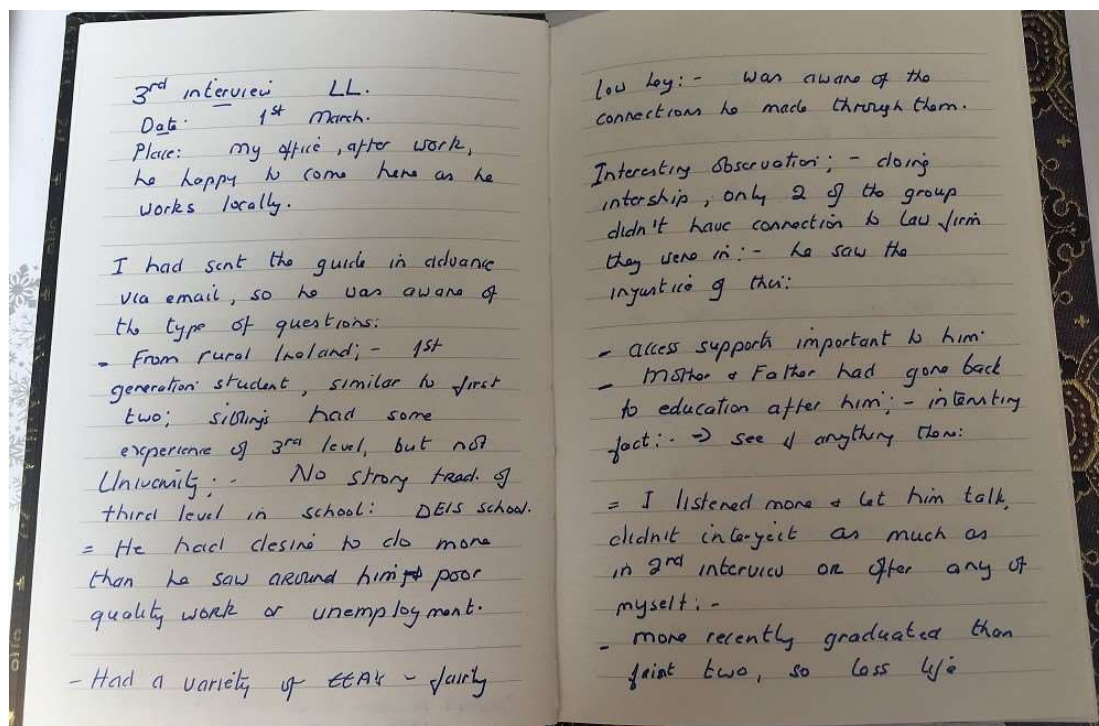 3rd interview LL.
Date: 1st March.
Place: my office, after work,
he happy to come here as he
works locally.
I had sent the guide in advance
via email, so he was aware of
the type of questions:
- From rural Ireland; - 1st
generation student, similar to first
two; siblings had some
experience of 3rd level, but not
University; - No strong trad. of
third level in school: DEIS school.
= He had desire to do more
than he saw around him poor
quality work or unemployment.
- Had a variety of ECA's - fairly
low key: - was aware of the
connections he made through them.
Interesting Observation; - doing
intership, only 2 of the group
didn't have connection to law firm
they were in: - he saw the
injustice of this:
- access supports important to him.
- Mother & Father had gone back
to education after him; - interesting
fact: . => see if anything there:
= I listened more & let him talk,
didn't interject as much as
in 2nd interview or offer any of
myself: -
- more recently graduated than
first two, so less life